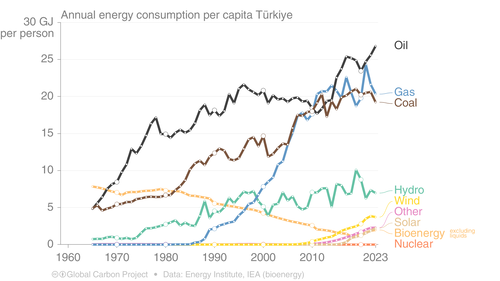 Annual energy consumption per capita Türkiye
30 GJ
per person
25
20
15
10
5
0
Oil
Gas
Coal
Hydro
Wind
Other
Solar
Bioenergy excluding liquids
Nuclear
1960 1970 1980 1990 2000 2010 2023
Global Carbon Project • Data: Energy Institute, IEA (bioenergy)